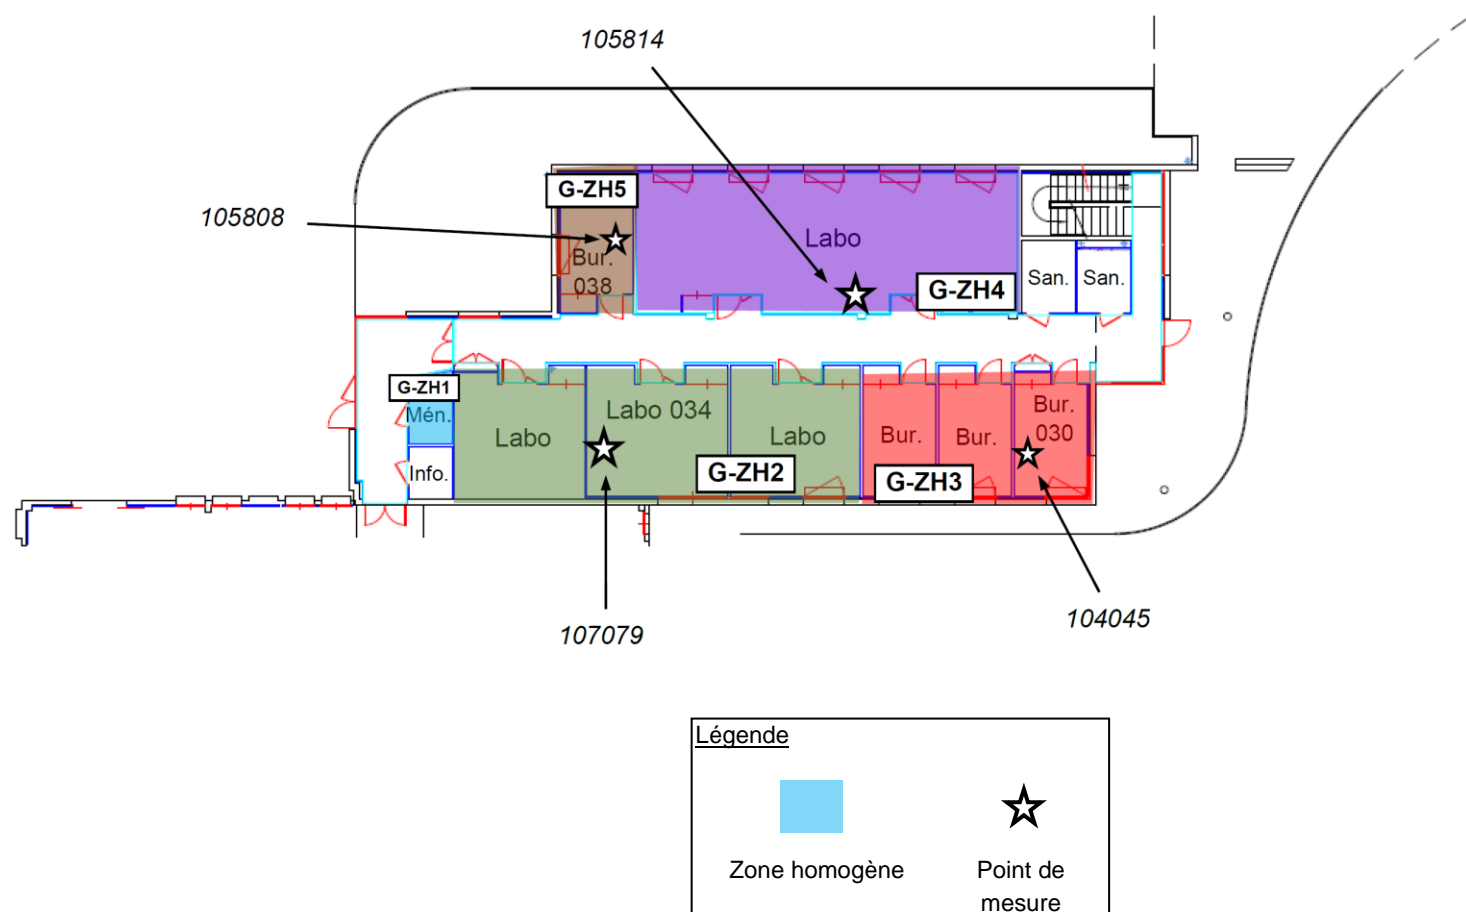 105814
G-ZH5
105808
Labo
Bur.
038
San.
San.
G-ZH4
G-ZH1
Mén.
Labo 034
Bur.
030
Labo
Labo
Bur.
Bur.
Info.
G-ZH2
G-ZH3
107079
104045
Légende
Zone homogène
Point de
mesure